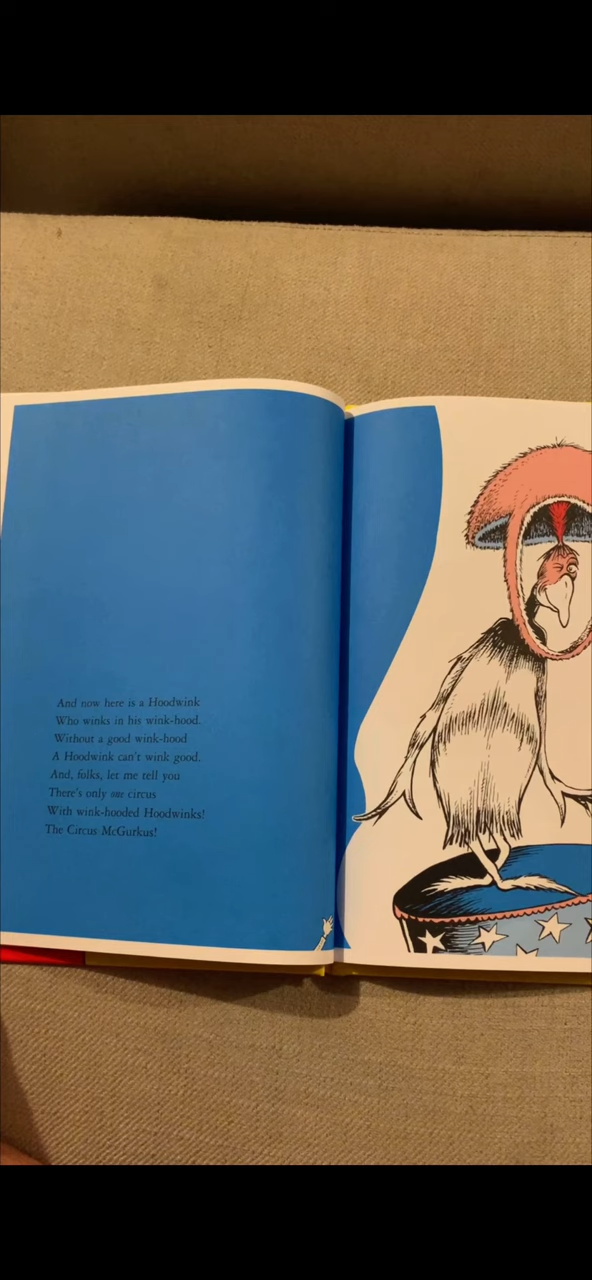 And now here is a Hoodwink
Who winks in his wink-hood.
Without a good wink-hood
A Hoodwink can't wink good.
And, folks, let me tell you
There's only one circus
With wink-hooded Hoodwinks!
The Circus McGurkus!